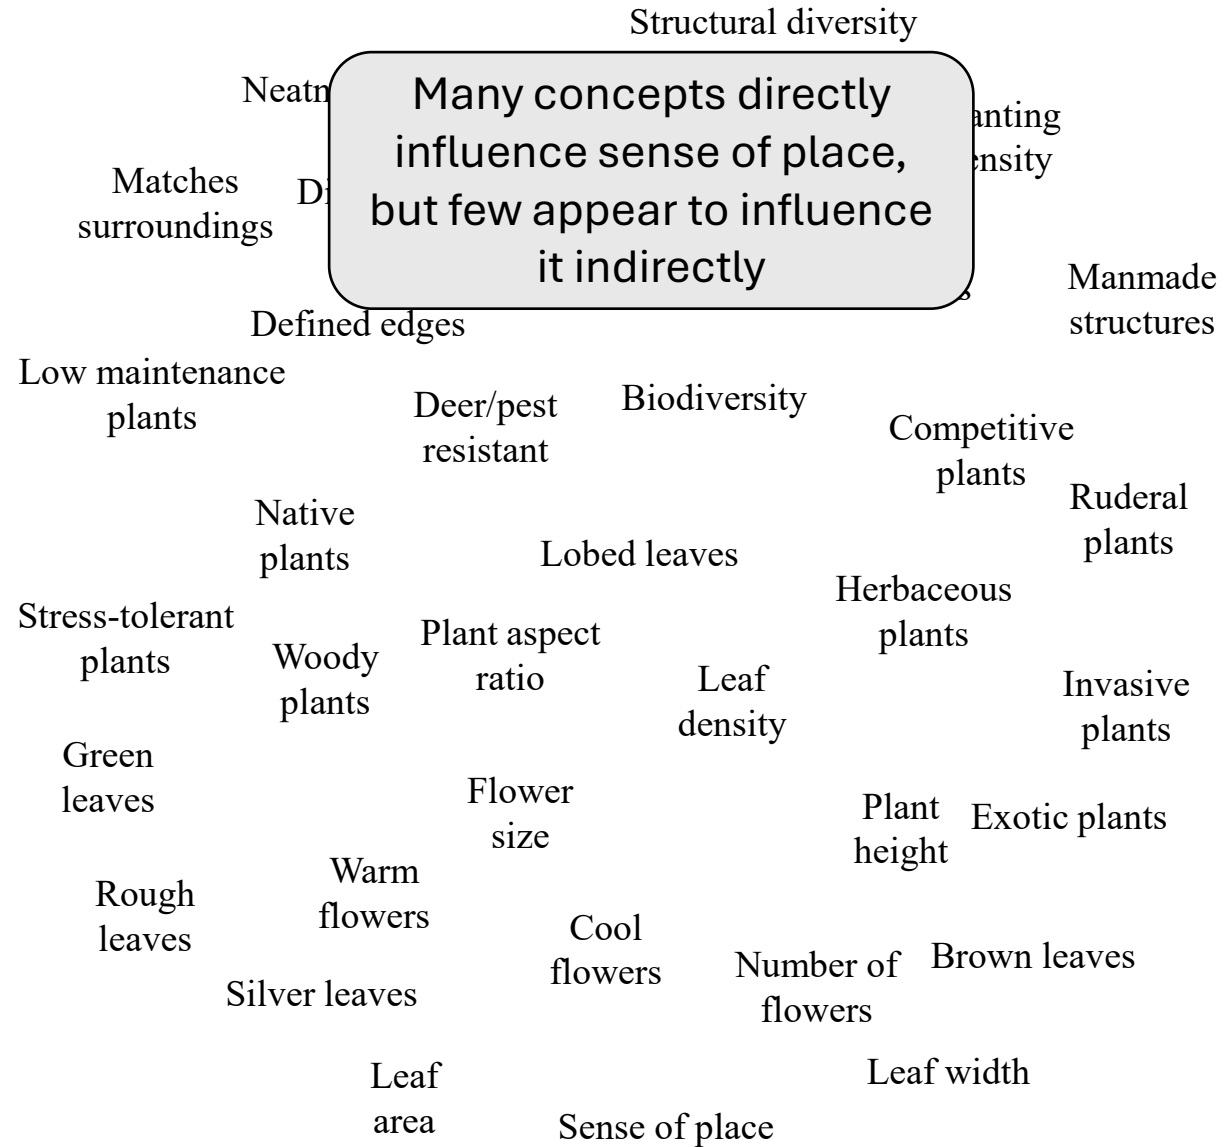 Structural diversity
Many concepts directly
influence sense of place,
but few appear to influence
it indirectly
Matches
surroundings
Manmade
structures
Defined edges
Low maintenance
plants
Deer/pest
resistant
Biodiversity
Competitive
plants
Ruderal
plants
Native
plants
Lobed leaves
Herbaceous
plants
Stress-tolerant
plants
Woody
plants
Plant aspect
ratio
Leaf
density
Invasive
plants
Green
leaves
Flower
size
Plant
height
Exotic plants
Warm
flowers
Rough
leaves
Cool
flowers
Number of
flowers
Brown leaves
Silver leaves
Leaf
area
Leaf width
Sense of place